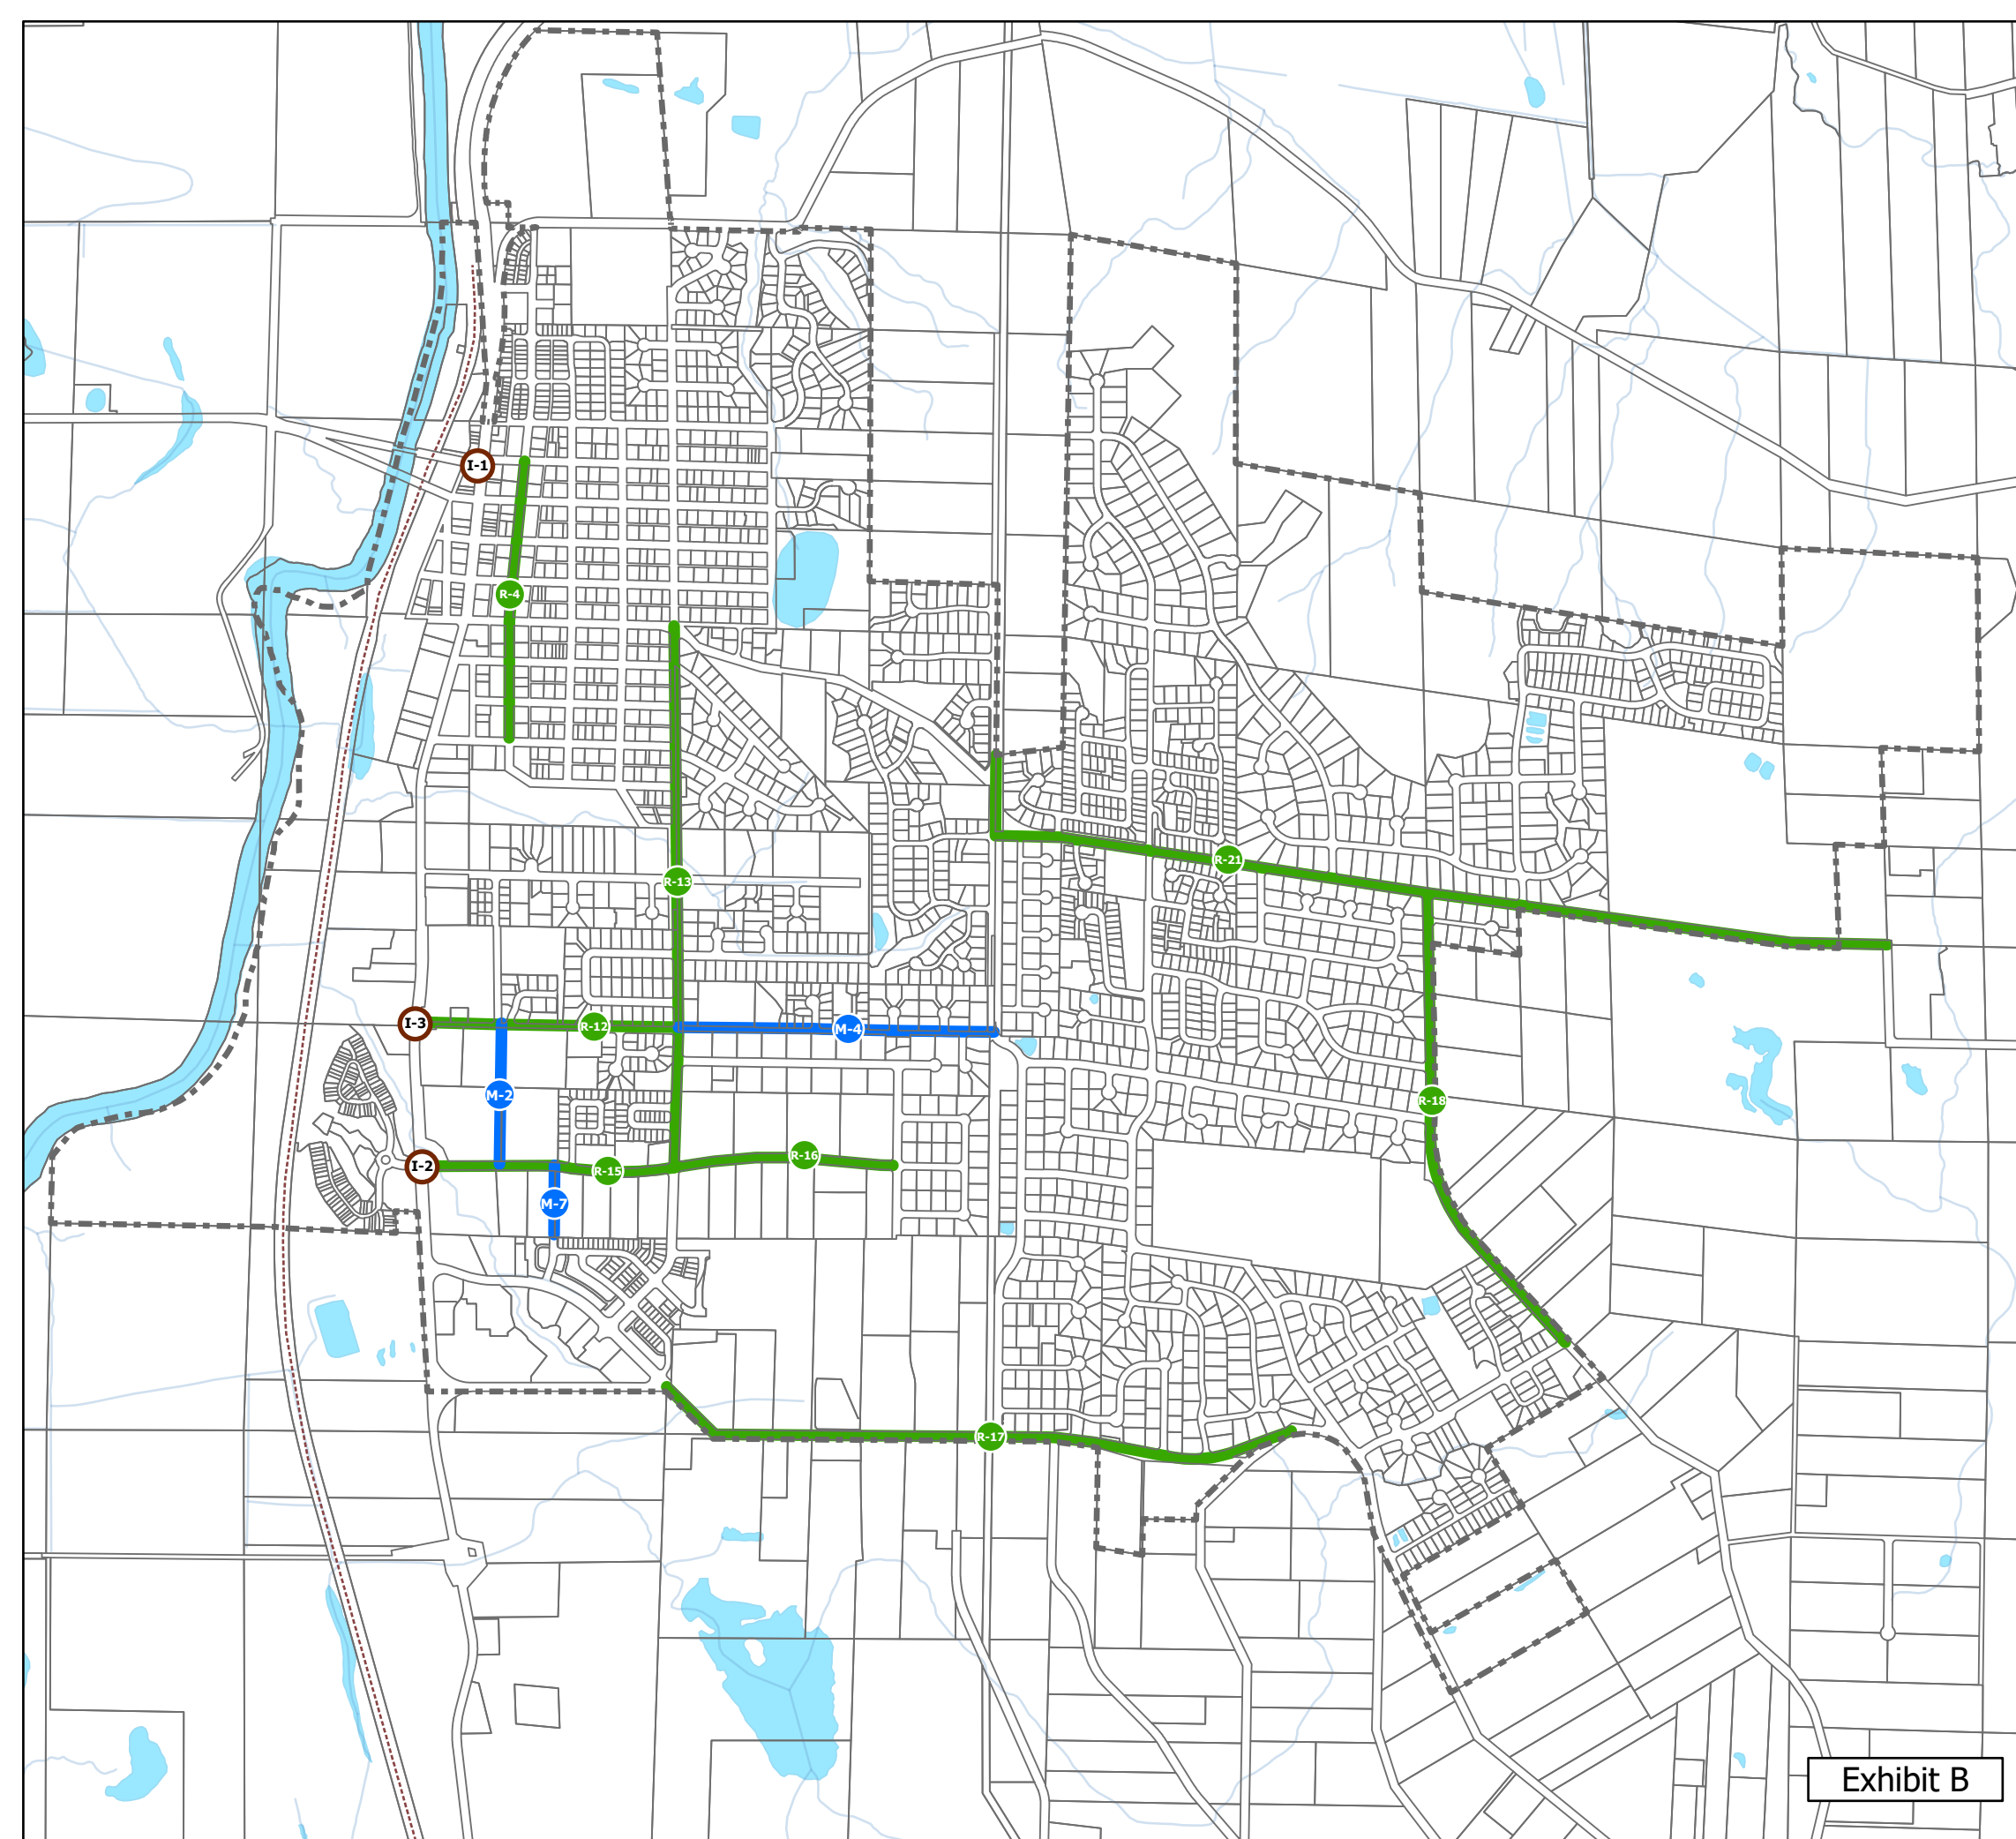 I-1
R-4
R-21
R-13
I-3
R-12
M-4
M-2
R-18
R-16
I-2
R-15
M-7
R-17
Exhibit B